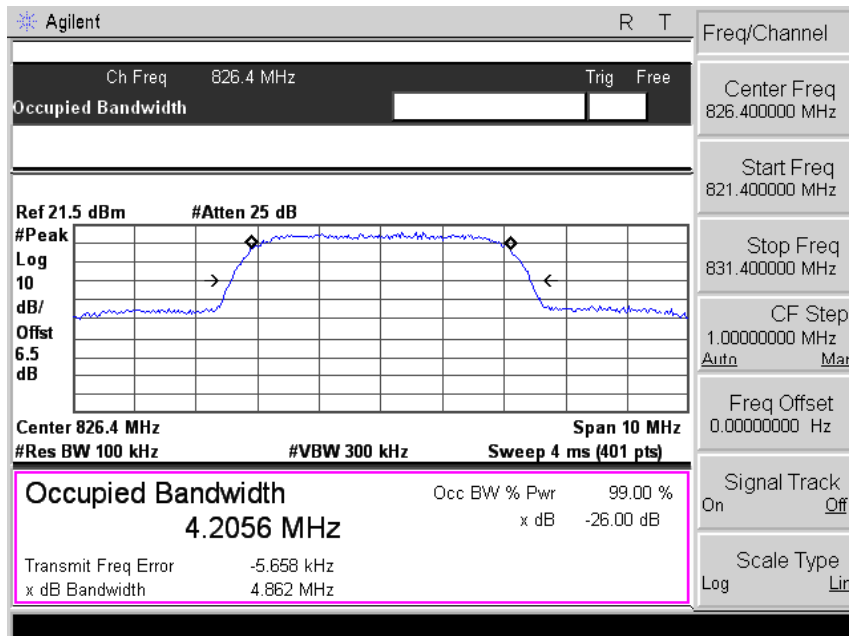 Agilent R T
Ch Freq 826.4 MHz Trig Free
Occupied Bandwidth
Ref 21.5 dBm #Atten 25 dB
#Peak
Log
10
dB/
Offst
6.5
dB
Center 826.4 MHz Span 10 MHz
#Res BW 100 kHz #VBW 300 kHz Sweep 4 ms (401 pts)
Occupied Bandwidth
4.2056 MHz
Occ BW % Pwr 99.00 %
x dB -26.00 dB
Transmit Freq Error -5.658 kHz
x dB Bandwidth 4.862 MHz
Freq/Channel
Center Freq
826.400000 MHz
Start Freq
821.400000 MHz
Stop Freq
831.400000 MHz
CF Step
1.00000000 MHz
Auto Man
Freq Offset
0.00000000 Hz
Signal Track
On Off
Scale Type
Log Lin